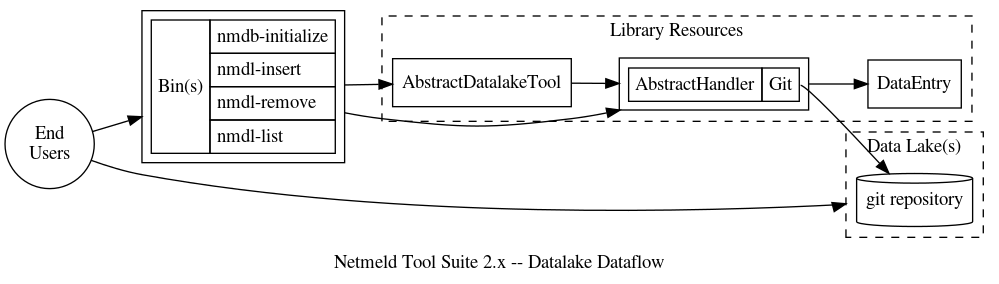 End
Users
Bin(s)
nmdb-initialize
nmdl-insert
nmdl-remove
nmdl-list
Library Resources
AbstractDatalakeTool
AbstractHandler
Git
DataEntry
Data Lake(s)
git repository
Netmeld Tool Suite 2.x -- Datalake Dataflow